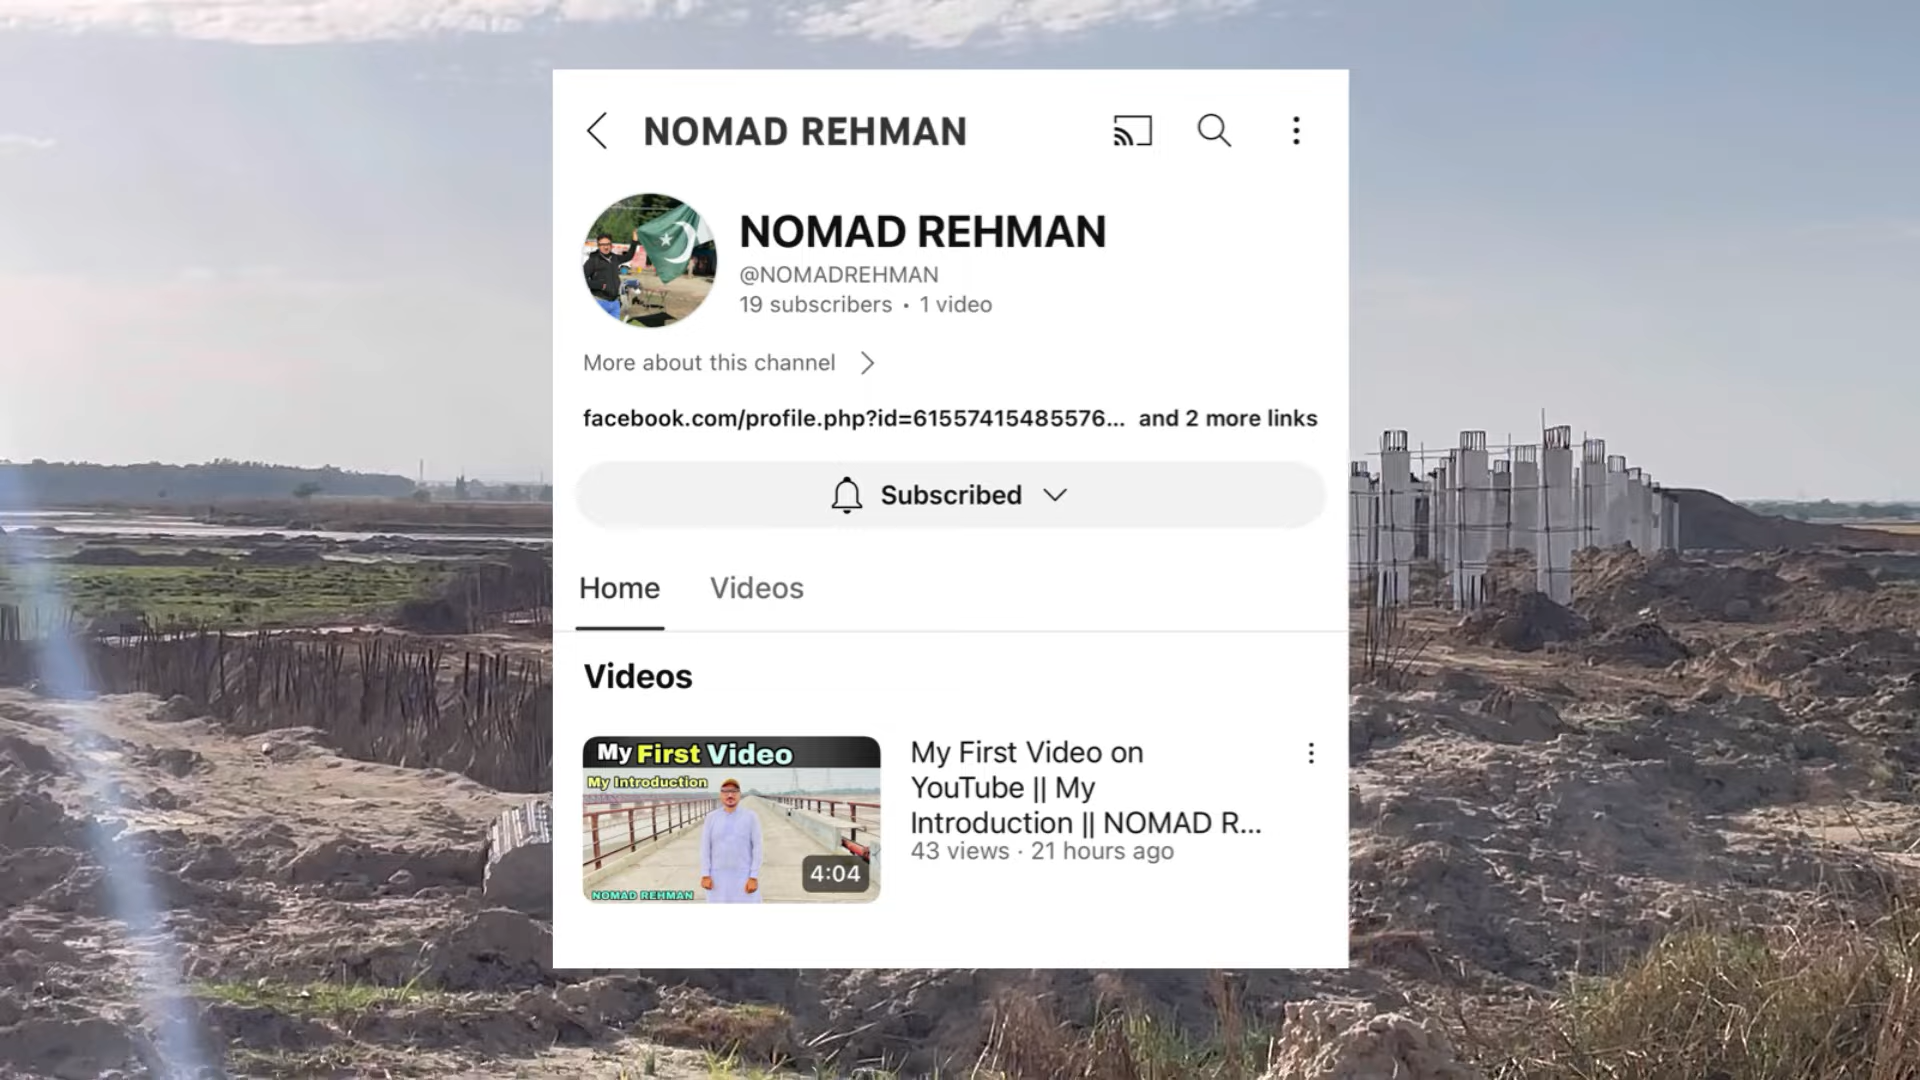 NOMAD REHMAN
NOMAD REHMAN
@NOMADREHMAN
19 subscribers • 1 video
More about this channel
facebook.com/profile.php?id=61557415485576... and 2 more links
Subscribed
Home Videos
Videos
My First Video
My Introduction
4:04
NOMAD REHMAN
My First Video on
YouTube || My
Introduction || NOMAD R...
43 views · 21 hours ago